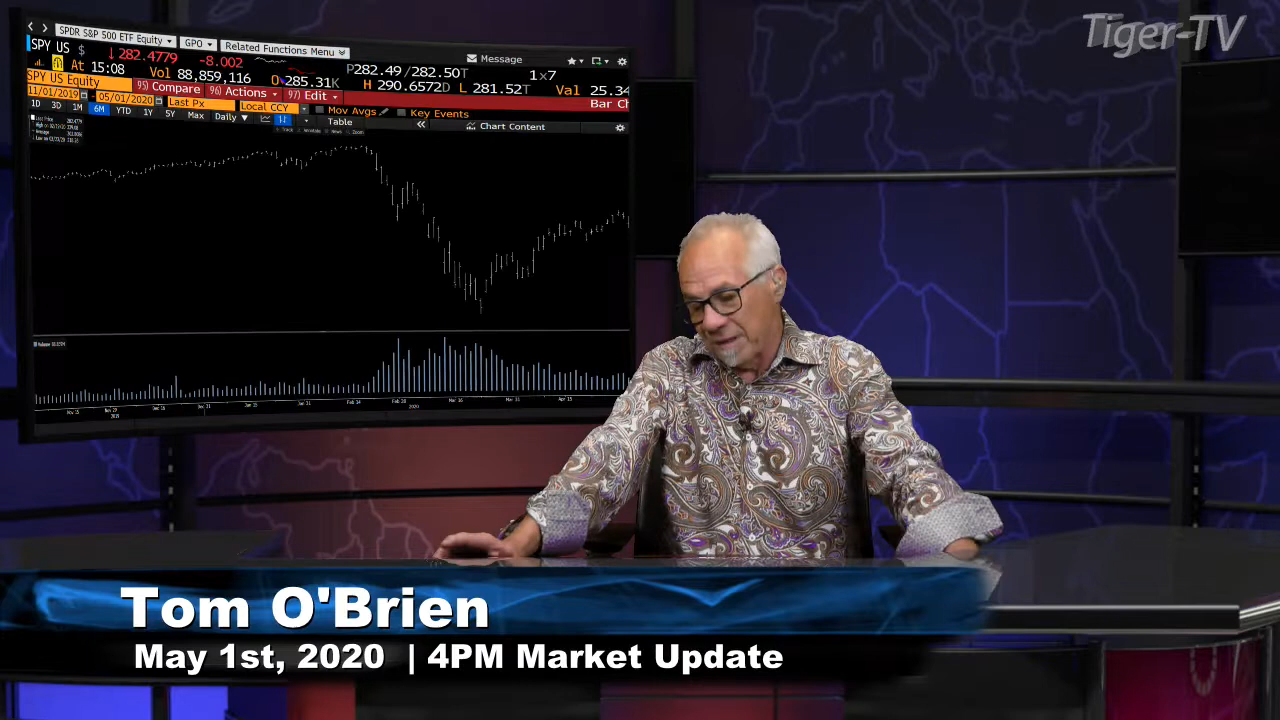 Tiger-TV
SPDR S&P 500 ETF Equity GPO Related Functions Menu
SPY US $ ↓282.4779 -8.002 P282.49/282.50T 1x7 Message
At 15:08 Vol 88,859,116 O 285.31K H 290.6572D L 281.52T Val 25.34
SPY US Equity 95) Compare 96) Actions 97) Edit Bar Ch
11/01/2019 - 05/01/2020 Last Px Local CCY Mov Avgs Key Events
1D 3D 1M 6M YTD 1Y 5Y Max Daily Table « Chart Content
Tom O'Brien
May 1st, 2020 | 4PM Market Update